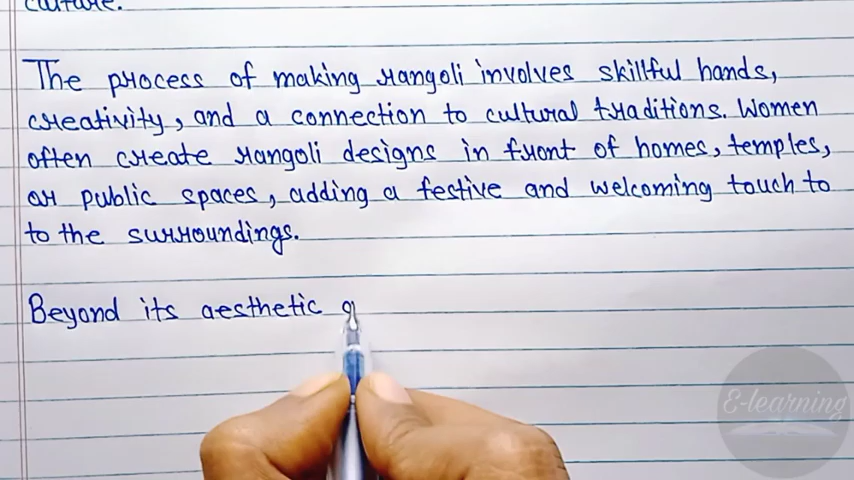 culture.
The process of making rangoli involves skillful hands,
creativity, and a connection to cultural traditions. Women
often create rangoli designs in front of homes, temples,
or public spaces, adding a festive and welcoming touch to
to the surroundings.
Beyond its aesthetic a
E-learning